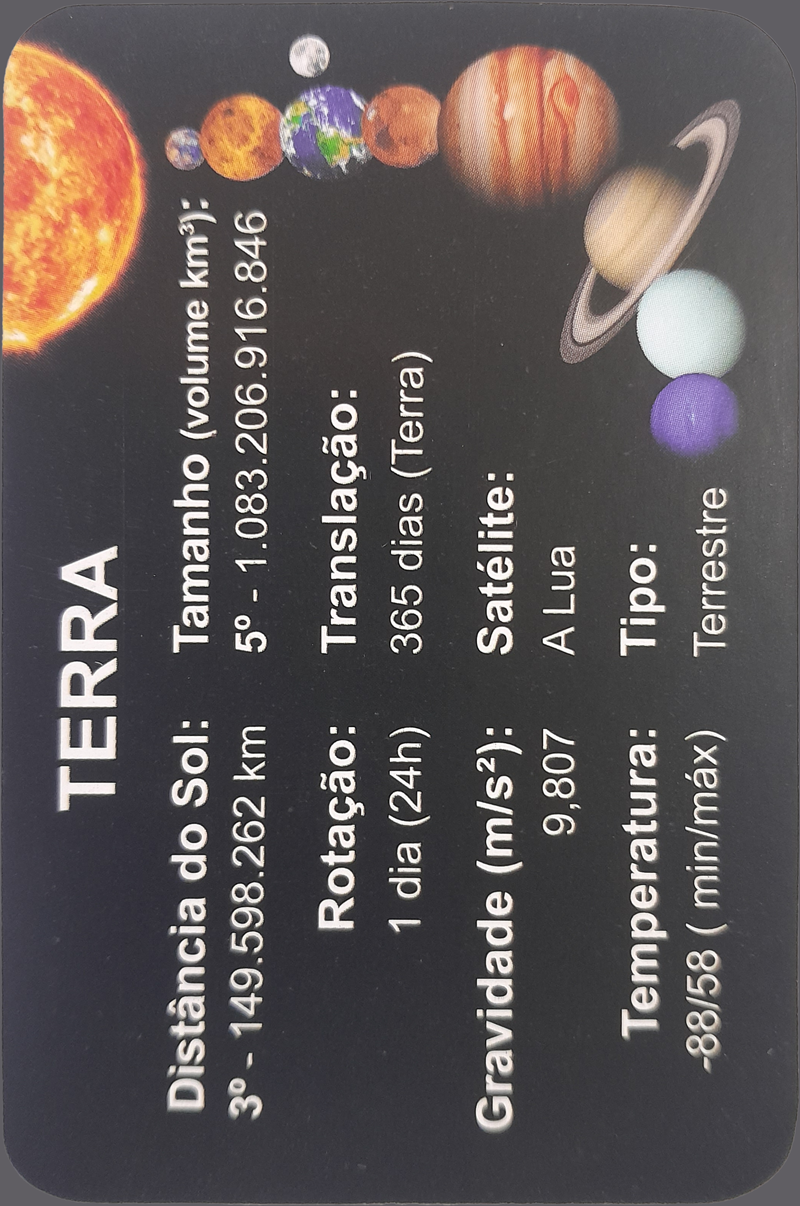 TERRA
Distância do Sol:
3º - 149.598.262 km
Tamanho (volume km³):
5º - 1.083.206.916.846
Rotação:
1 dia (24h)
Translação:
365 dias (Terra)
Gravidade (m/s²):
9,807
Satélite:
A Lua
Temperatura:
-88/58 ( min/máx)
Tipo:
Terrestre